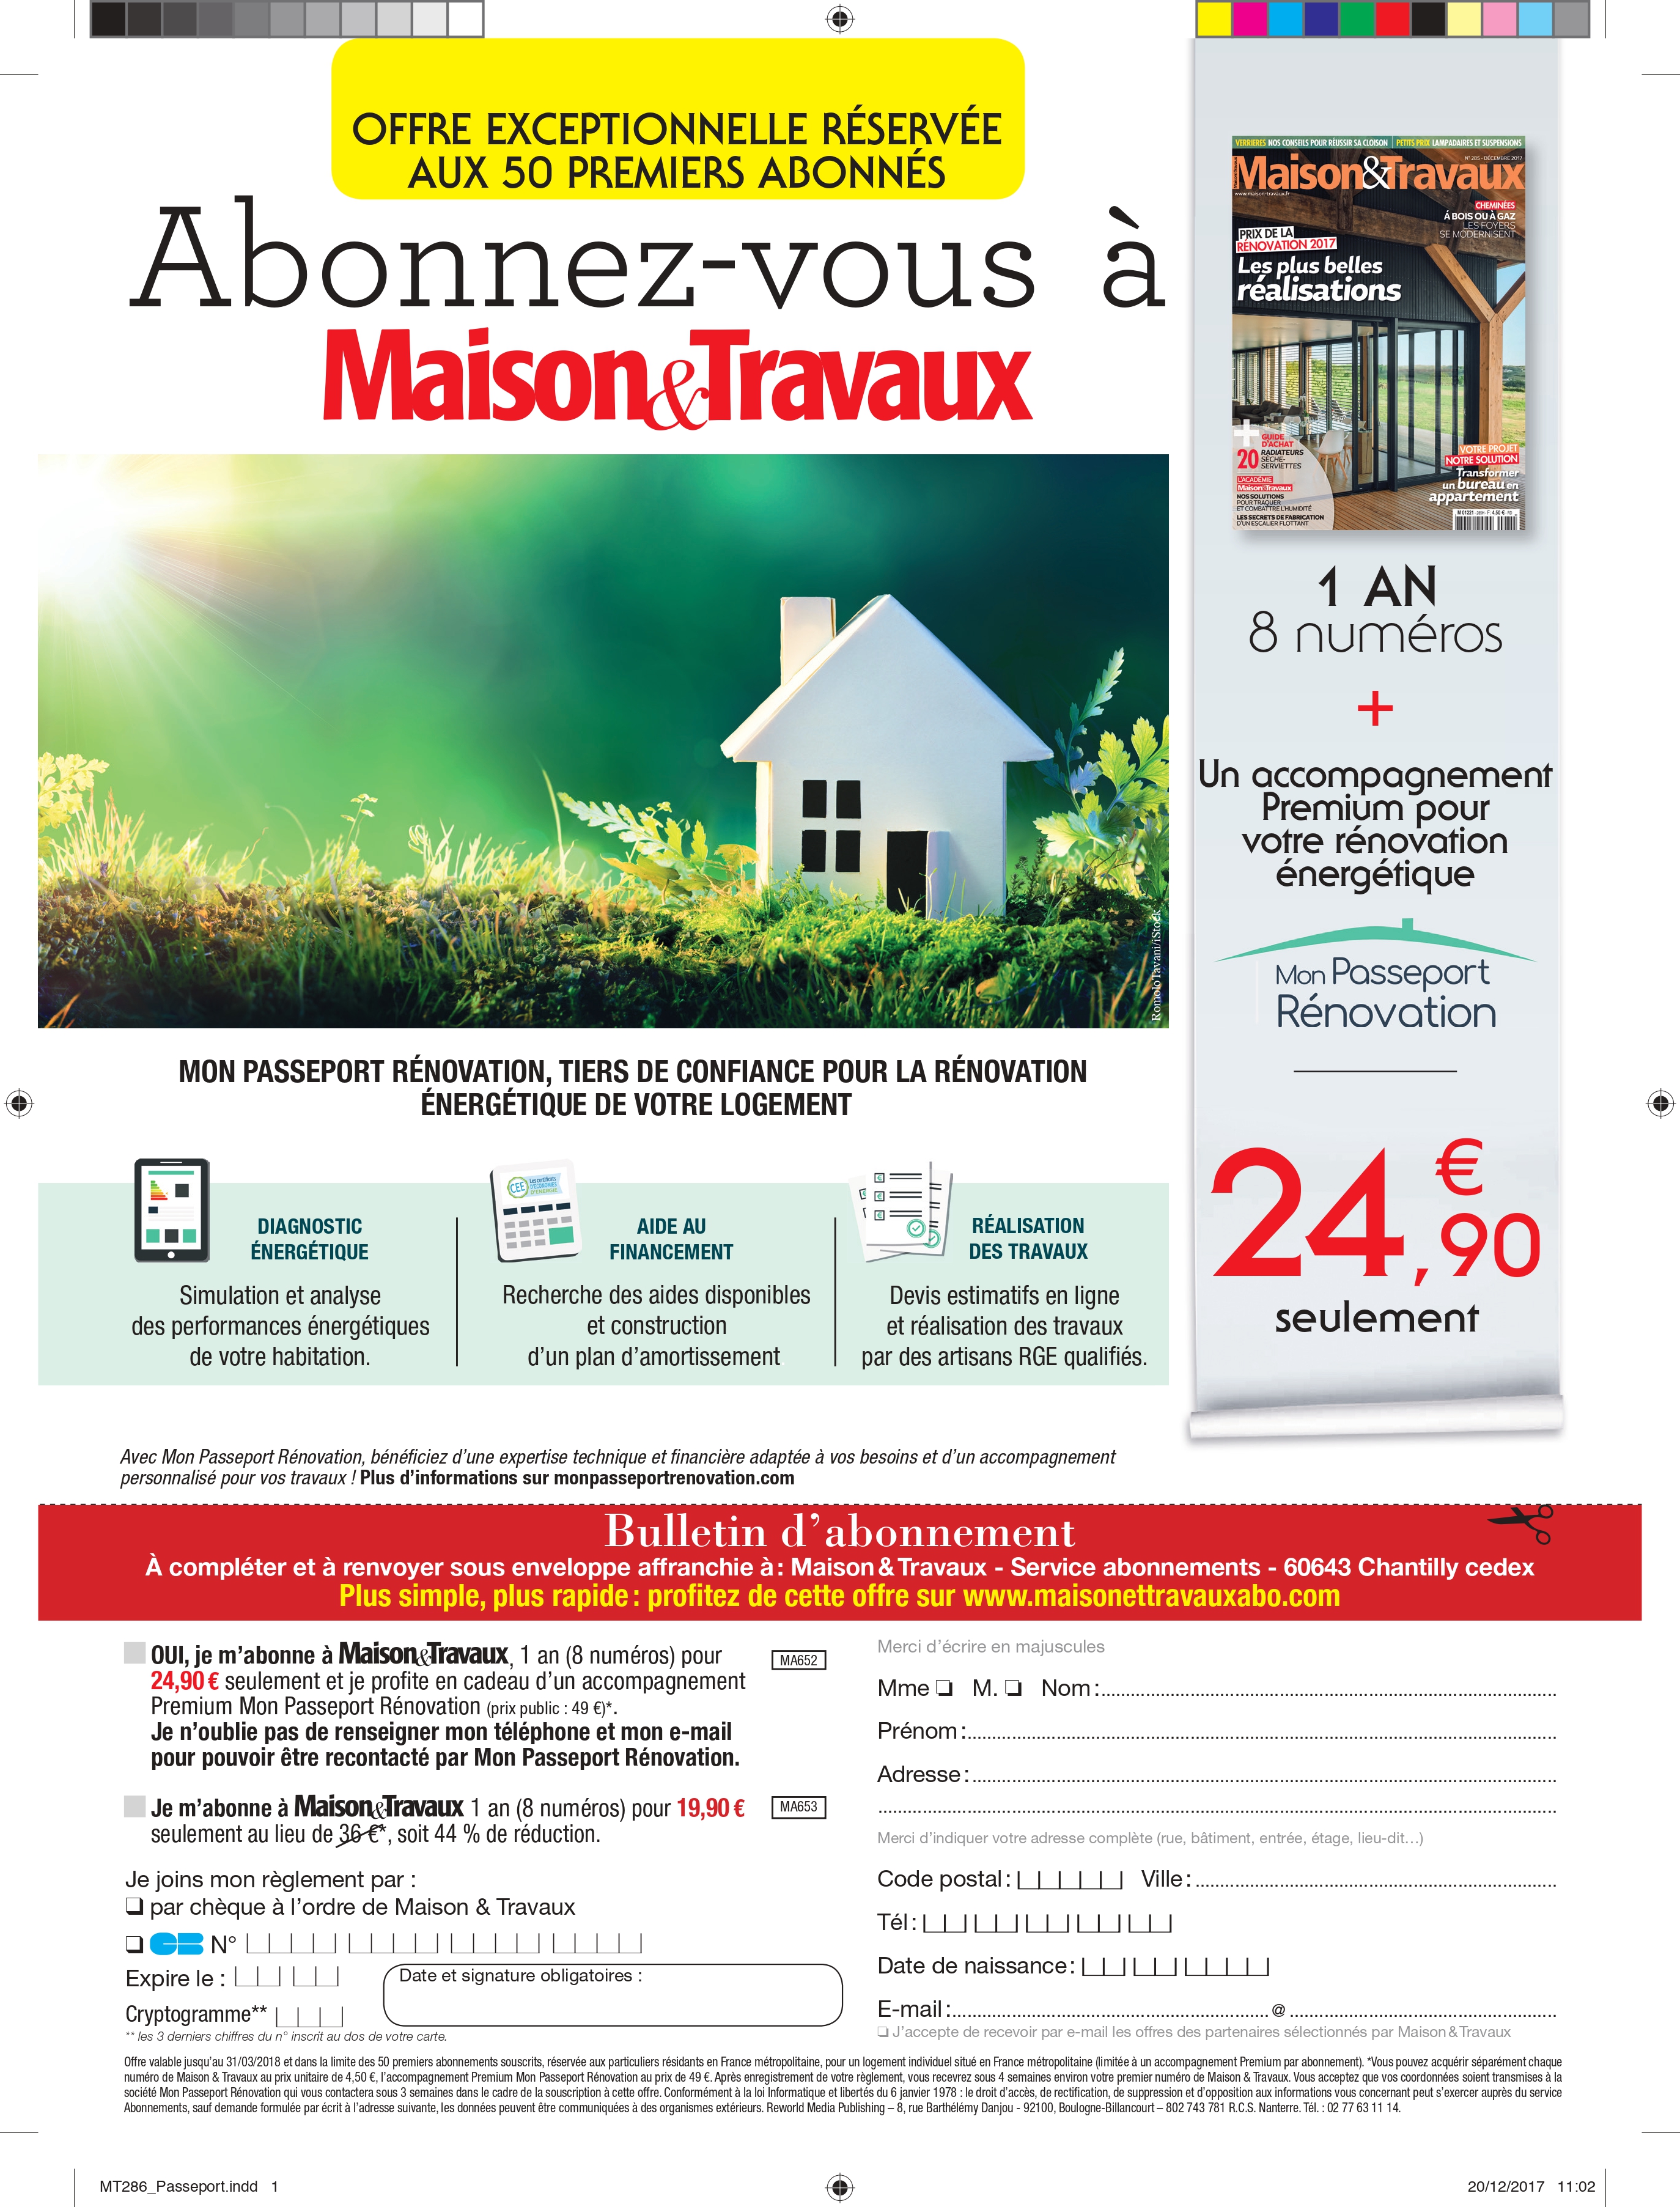 OFFRE EXCEPTIONNELLE RÉSERVÉE
AUX 50 PREMIERS ABONNÉS
Abonnez-vous à
Maison&Travaux
Romolo Tavani/iStock
VERRIERES NOS CONSEILS POUR RÉUSSIR SA CLOISON | PETITS PRIX LAMPADAIRES ET SUSPENSIONS
N° 285 - DÉCEMBRE 2017
Maison&Travaux
www.maison-travaux.fr
CHEMINÉES
À BOIS OU À GAZ
LES FOYERS
SE MODERNISENT
PRIX DE LA
RÉNOVATION 2017
Les plus belles
réalisations
+
GUIDE
D'ACHAT
20 RADIATEURS
SÈCHE-
SERVIETTES
L'ACADÉMIE
Maison&Travaux
NOS SOLUTIONS
POUR TRAQUER
ET COMBATTRE L'HUMIDITÉ
LES SECRETS DE FABRICATION
D'UN ESCALIER FLOTTANT
VOTRE PROJET
NOTRE SOLUTION
Transformer
un bureau en
appartement
1 AN
8 numéros
+
Un accompagnement
Premium pour
votre rénovation
énergétique
Mon Passeport
Rénovation
24,90 €
seulement
MON PASSEPORT RÉNOVATION, TIERS DE CONFIANCE POUR LA RÉNOVATION
ÉNERGÉTIQUE DE VOTRE LOGEMENT
DIAGNOSTIC
ÉNERGÉTIQUE
Simulation et analyse
des performances énergétiques
de votre habitation.
CEE Les certificats
D'ÉCONOMIES
D'ÉNERGIE
AIDE AU
FINANCEMENT
Recherche des aides disponibles
et construction
d'un plan d'amortissement
RÉALISATION
DES TRAVAUX
Devis estimatifs en ligne
et réalisation des travaux
par des artisans RGE qualifiés.
Avec Mon Passeport Rénovation, bénéficiez d'une expertise technique et financière adaptée à vos besoins et d'un accompagnement
personnalisé pour vos travaux ! Plus d'informations sur monpasseportrenovation.com
Bulletin d'abonnement
À compléter et à renvoyer sous enveloppe affranchie à : Maison & Travaux - Service abonnements - 60643 Chantilly cedex
Plus simple, plus rapide : profitez de cette offre sur www.maisonettravauxabo.com
OUI, je m'abonne à Maison&Travaux, 1 an (8 numéros) pour
24,90 € seulement et je profite en cadeau d'un accompagnement
Premium Mon Passeport Rénovation (prix public : 49 €)*.
Je n'oublie pas de renseigner mon téléphone et mon e-mail
pour pouvoir être recontacté par Mon Passeport Rénovation.
MA652
Je m'abonne à Maison&Travaux 1 an (8 numéros) pour 19,90 €
seulement au lieu de 36 €*, soit 44 % de réduction.
MA653
Je joins mon règlement par :
❏ par chèque à l'ordre de Maison & Travaux
❏ CB N°
Expire le :
Cryptogramme**
** les 3 derniers chiffres du n° inscrit au dos de votre carte.
Date et signature obligatoires :
Merci d'écrire en majuscules
Mme ❏ M. ❏ Nom :
Prénom :
Adresse :
Merci d'indiquer votre adresse complète (rue, bâtiment, entrée, étage, lieu-dit…)
Code postal : Ville :
Tél :
Date de naissance :
E-mail : @
❏ J'accepte de recevoir par e-mail les offres des partenaires sélectionnés par Maison & Travaux
Offre valable jusqu'au 31/03/2018 et dans la limite des 50 premiers abonnements souscrits, réservée aux particuliers résidants en France métropolitaine, pour un logement individuel situé en France métropolitaine (limitée à un accompagnement Premium par abonnement). *Vous pouvez acquérir séparément chaque
numéro de Maison & Travaux au prix unitaire de 4,50 €, l'accompagnement Premium Mon Passeport Rénovation au prix de 49 €. Après enregistrement de votre règlement, vous recevrez sous 4 semaines environ votre premier numéro de Maison & Travaux. Vous acceptez que vos coordonnées soient transmises à la
société Mon Passeport Rénovation qui vous contactera sous 3 semaines dans le cadre de la souscription à cette offre. Conformément à la loi Informatique et libertés du 6 janvier 1978 : le droit d'accès, de rectification, de suppression et d'opposition aux informations vous concernant peut s'exercer auprès du service
Abonnements, sauf demande formulée par écrit à l'adresse suivante, les données peuvent être communiquées à des organismes extérieurs. Reworld Media Publishing – 8, rue Barthélémy Danjou - 92100, Boulogne-Billancourt – 802 743 781 R.C.S. Nanterre. Tél. : 02 77 63 11 14.
MT286_Passeport.indd 1
20/12/2017 11:02